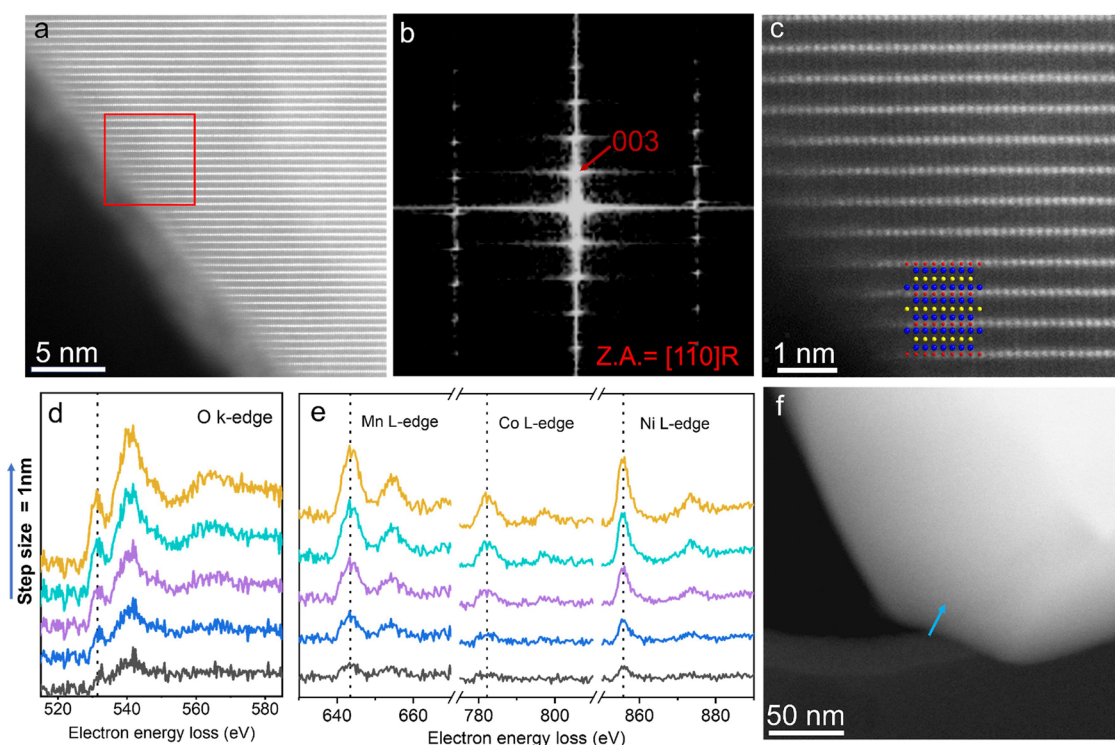 a
5 nm
b
003
Z.A.= [11̄0]R
c
1 nm
d
O k-edge
Step size = 1nm
520 540 560 580
Electron energy loss (eV)
e
Mn L-edge
Co L-edge
Ni L-edge
640 660 780 800 860 880
Electron energy loss (eV)
f
50 nm